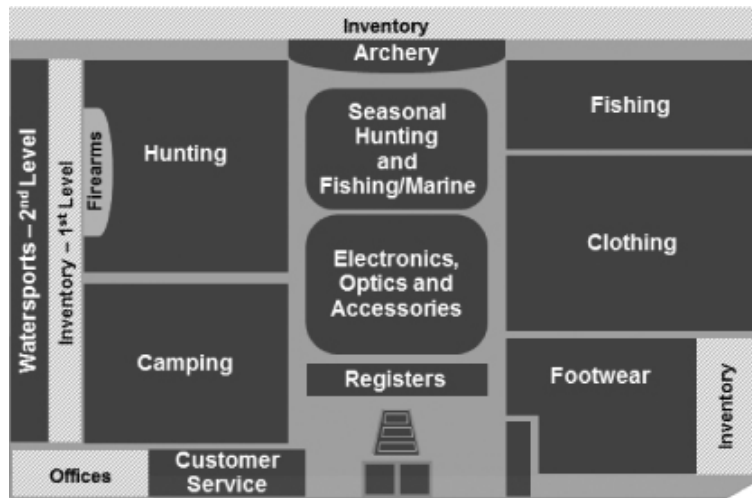 Inventory
Archery
Watersports – 2nd Level
Inventory – 1st Level
Firearms
Hunting
Seasonal
Hunting
and
Fishing/Marine
Fishing
Clothing
Electronics,
Optics and
Accessories
Camping
Registers
Footwear
Inventory
Offices
Customer
Service